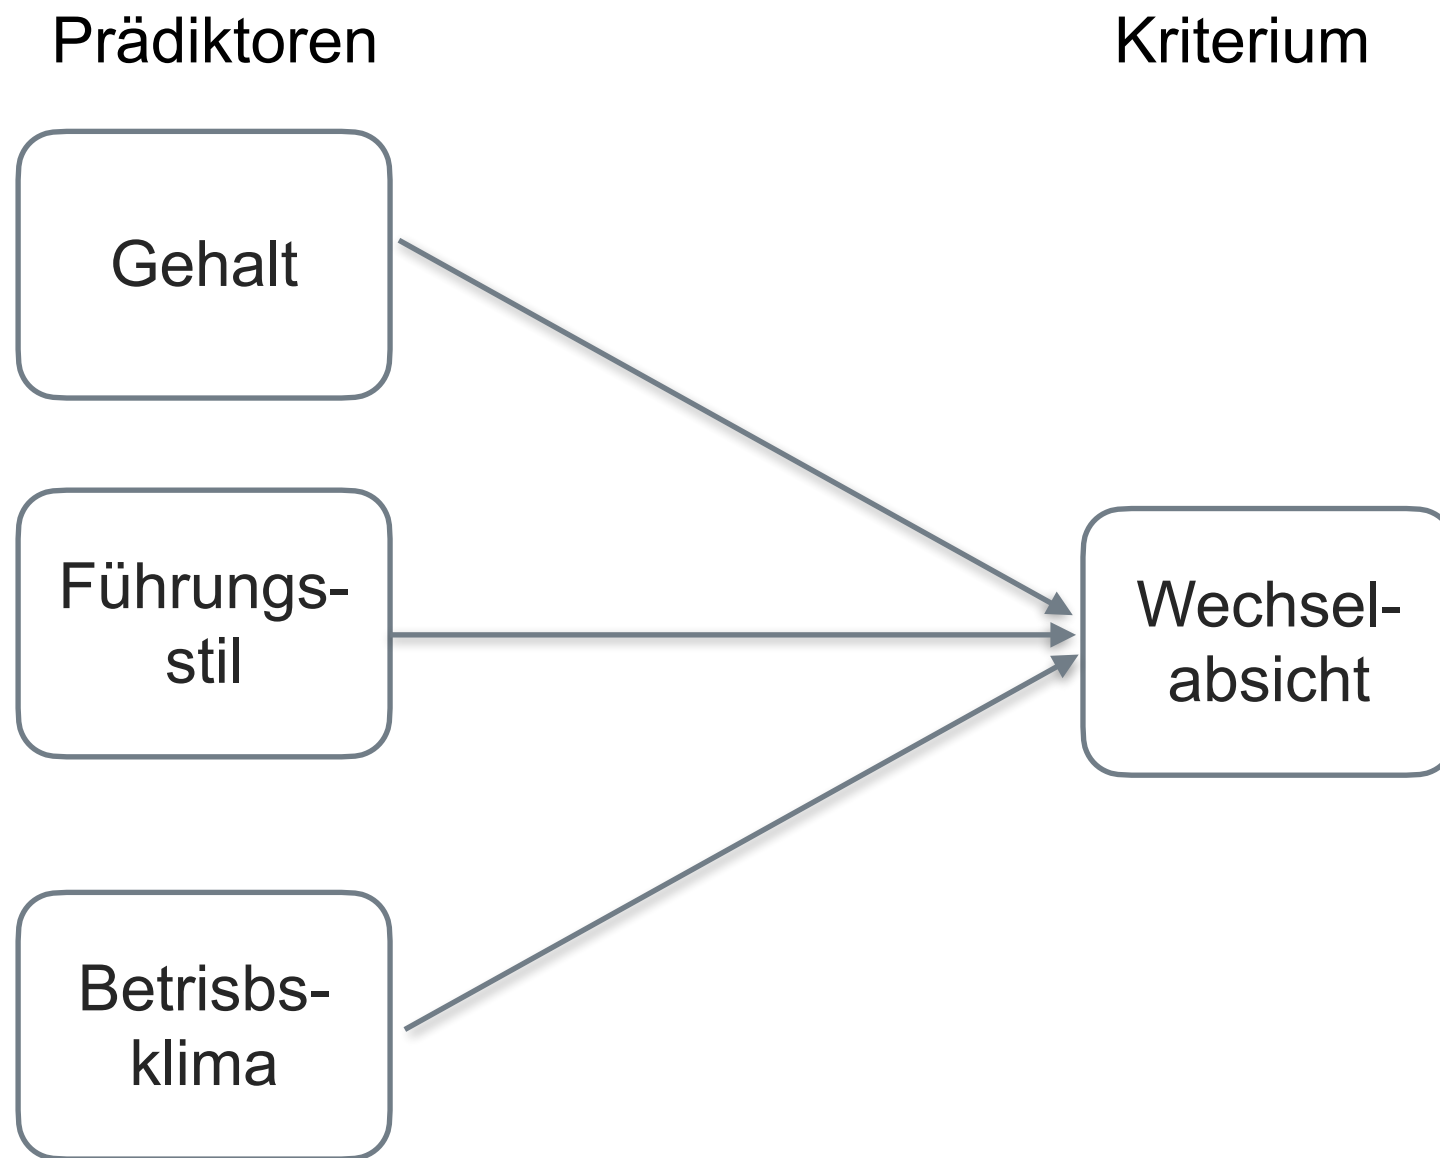 Prädiktoren
Kriterium
Gehalt
Führungs-
stil
Wechsel-
absicht
Betrisbs-
klima